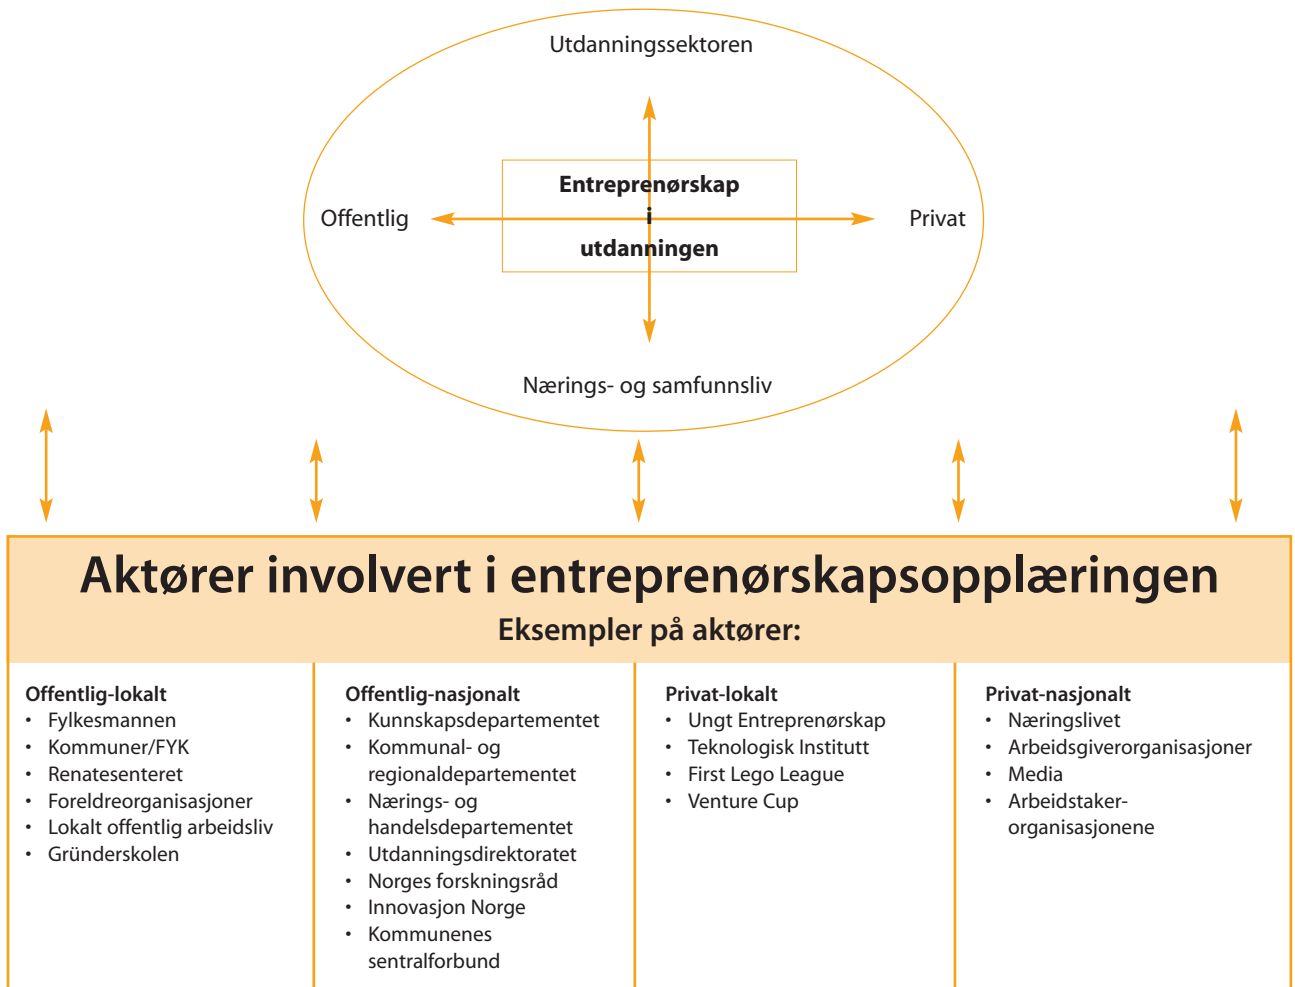 Utdanningssektoren
Entreprenørskap
i
utdanningen
Offentlig
Privat
Nærings- og samfunnsliv
Aktører involvert i entreprenørskapsopplæringen
Eksempler på aktører:
Offentlig-lokalt
• Fylkesmannen
• Kommuner/FYK
• Renatesenteret
• Foreldreorganisasjoner
• Lokalt offentlig arbeidsliv
• Gründerskolen
Offentlig-nasjonalt
• Kunnskapsdepartementet
• Kommunal- og
regionaldepartementet
• Nærings- og
handelsdepartementet
• Utdanningsdirektoratet
• Norges forskningsråd
• Innovasjon Norge
• Kommunenes
sentralforbund
Privat-lokalt
• Ungt Entreprenørskap
• Teknologisk Institutt
• First Lego League
• Venture Cup
Privat-nasjonalt
• Næringslivet
• Arbeidsgiverorganisasjoner
• Media
• Arbeidstaker-
organisasjonene